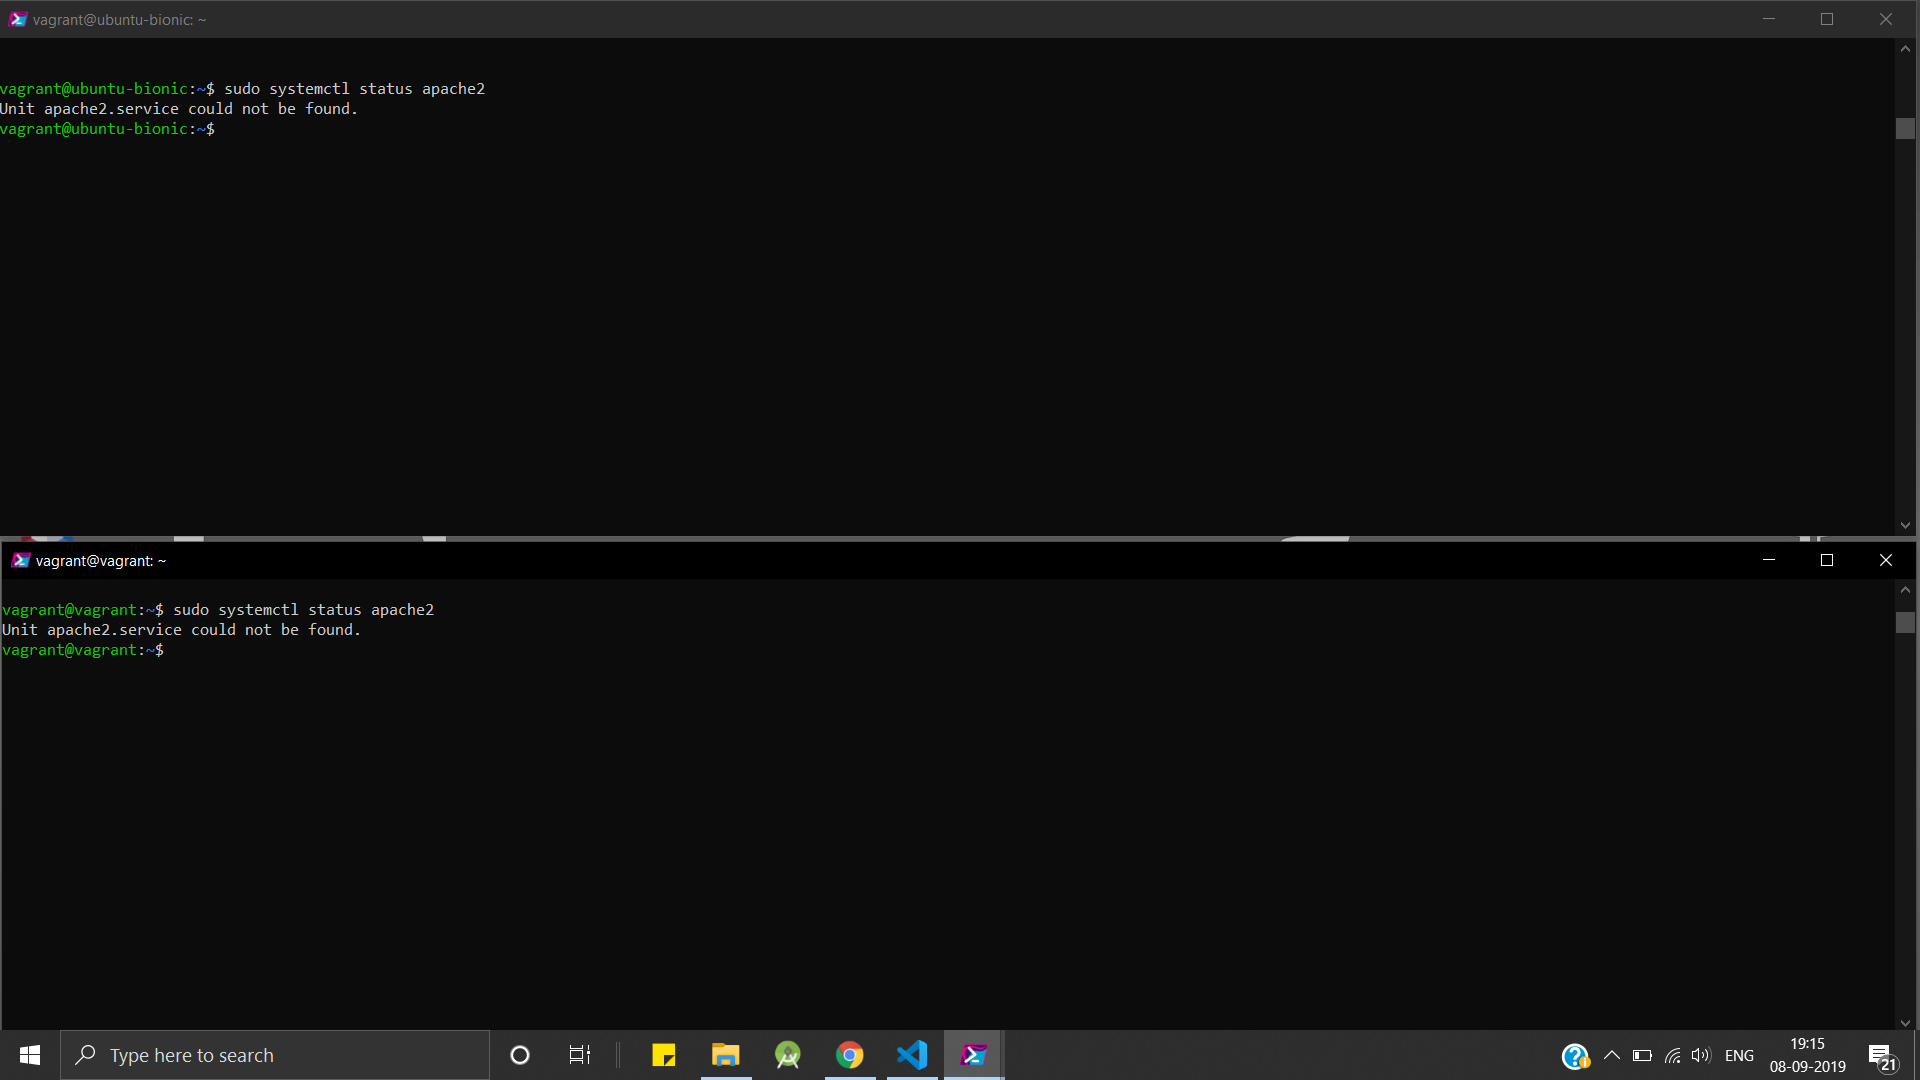 vagrant@ubuntu-bionic: ~
vagrant@ubuntu-bionic:~$ sudo systemctl status apache2
Unit apache2.service could not be found.
vagrant@ubuntu-bionic:~$
vagrant@vagrant: ~
vagrant@vagrant:~$ sudo systemctl status apache2
Unit apache2.service could not be found.
vagrant@vagrant:~$
Type here to search
ENG
19:15
08-09-2019
21